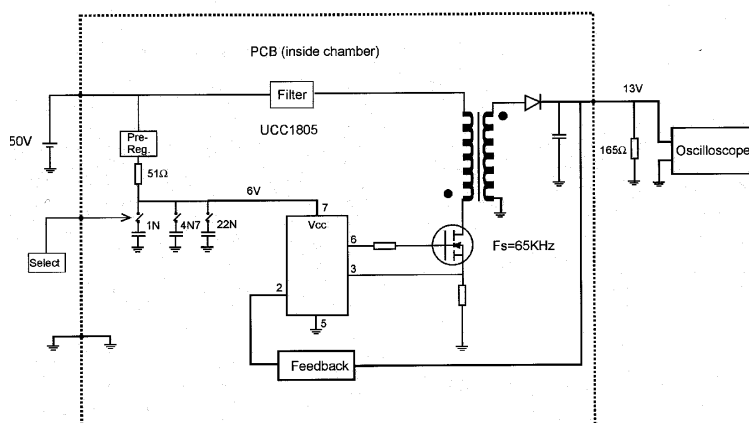 PCB (inside chamber)
Filter
UCC1805
13V
50V
Pre-
Reg.
51Ω
165Ω
Oscilloscope
6V
7
Vcc
1N
4N7
22N
6
Fs=65KHz
3
Select
2
5
Feedback